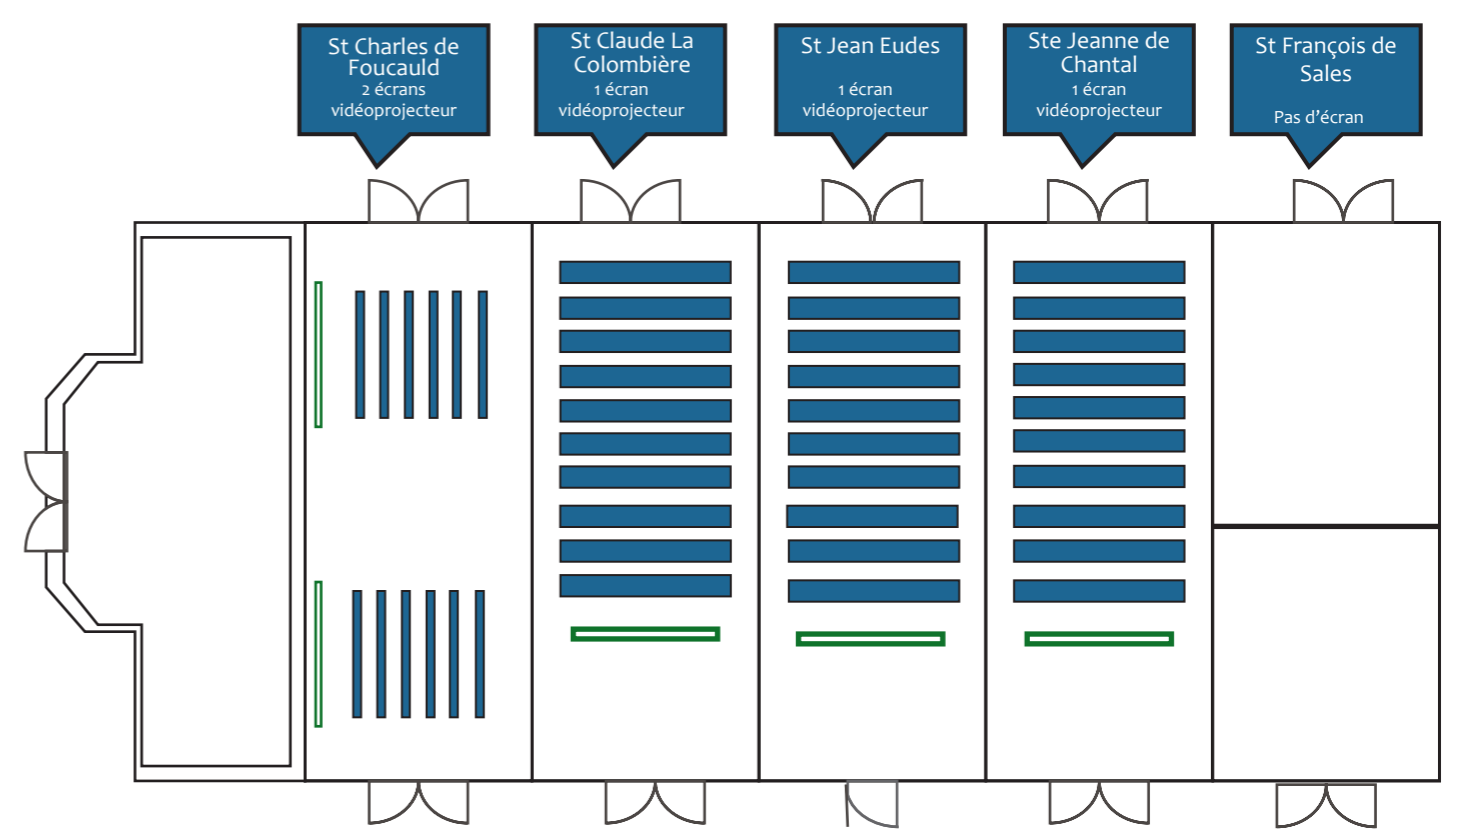 St Charles de
Foucauld
2 écrans
vidéoprojecteur
St Claude La
Colombière
1 écran
vidéoprojecteur
St Jean Eudes
1 écran
vidéoprojecteur
Ste Jeanne de
Chantal
1 écran
vidéoprojecteur
St François de
Sales
Pas d'écran